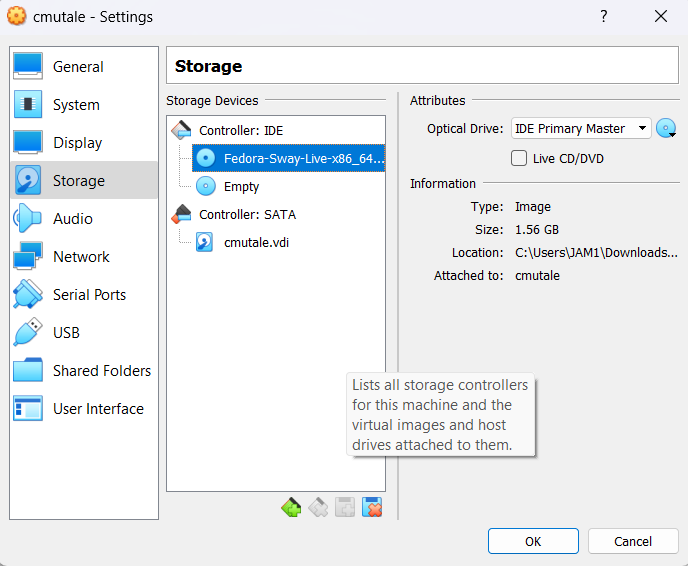 cmutale - Settings
?
General
System
Display
Storage
Audio
Network
Serial Ports
USB
Shared Folders
User Interface
Storage
Storage Devices
Controller: IDE
Fedora-Sway-Live-x86_64...
Empty
Controller: SATA
cmutale.vdi
Attributes
Optical Drive: IDE Primary Master
Live CD/DVD
Information
Type: Image
Size: 1.56 GB
Location: C:\Users\JAM1\Downloads...
Attached to: cmutale
Lists all storage controllers
for this machine and the
virtual images and host
drives attached to them.
OK
Cancel